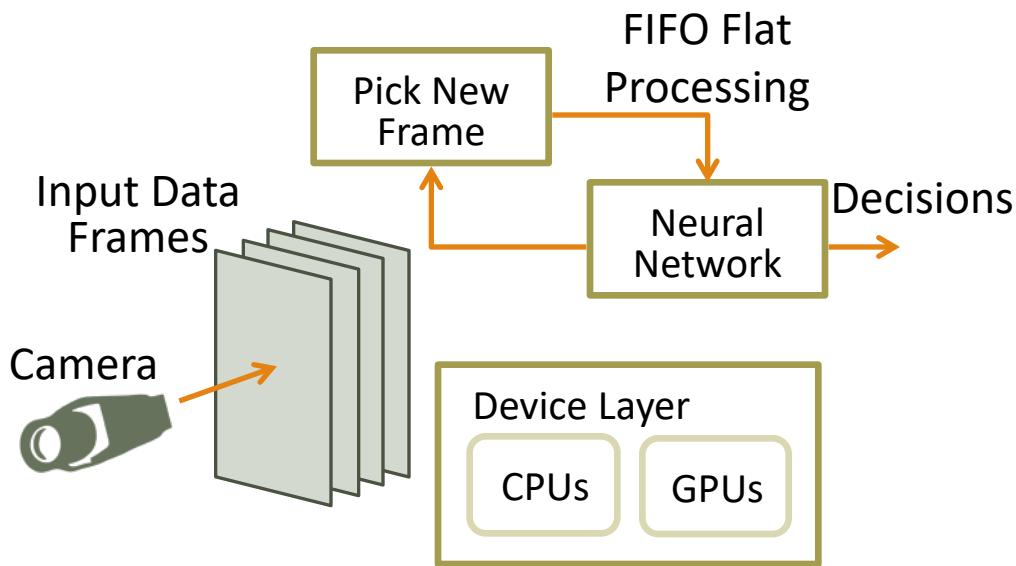 FIFO Flat
Processing
Pick New
Frame
Input Data
Frames
Neural
Network
Decisions
Camera
Device Layer
CPUs
GPUs